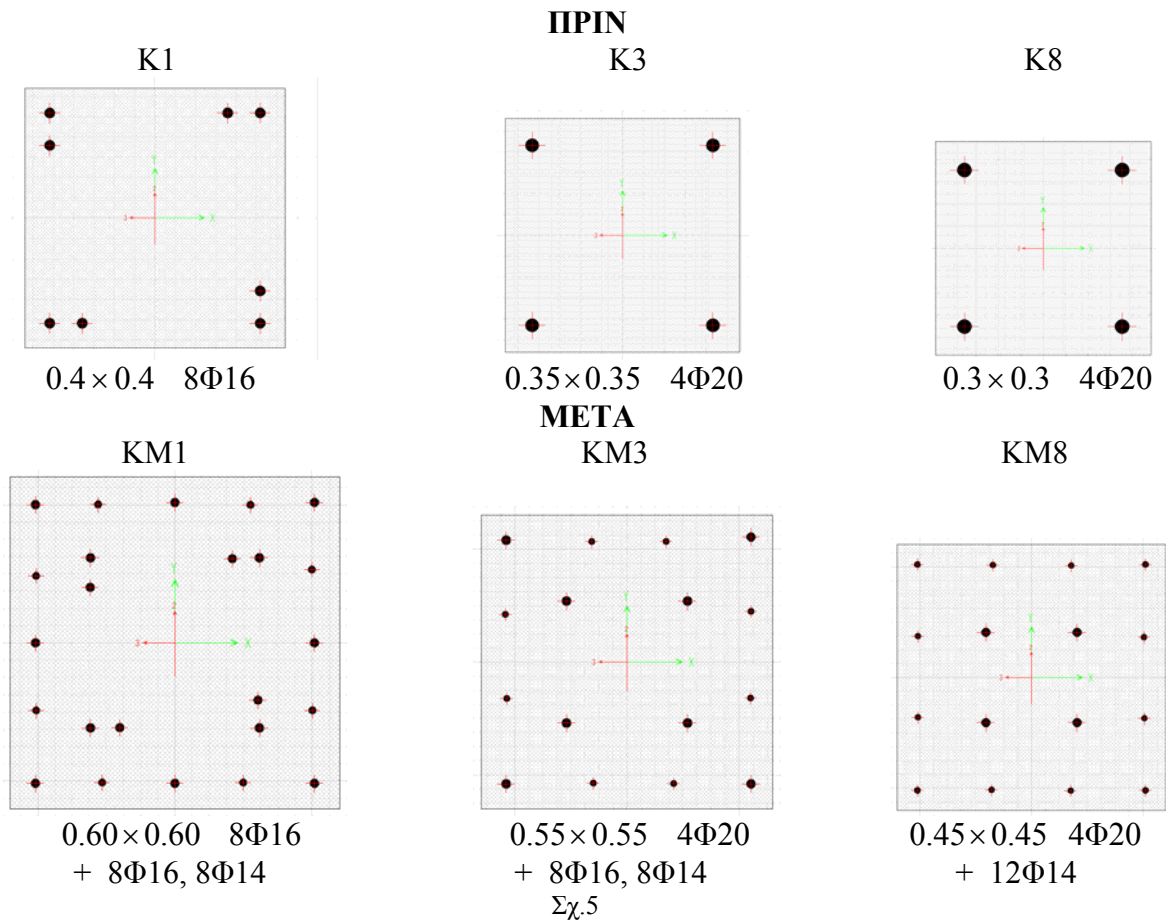 ΠΡΙΝ
K1 K3 K8
0.4 × 0.4 8Φ16 0.35 × 0.35 4Φ20 0.3 × 0.3 4Φ20
ΜΕΤΑ
KM1 KM3 KM8
0.60 × 0.60 8Φ16 0.55 × 0.55 4Φ20 0.45 × 0.45 4Φ20
+ 8Φ16, 8Φ14 + 8Φ16, 8Φ14 + 12Φ14
Σχ.5